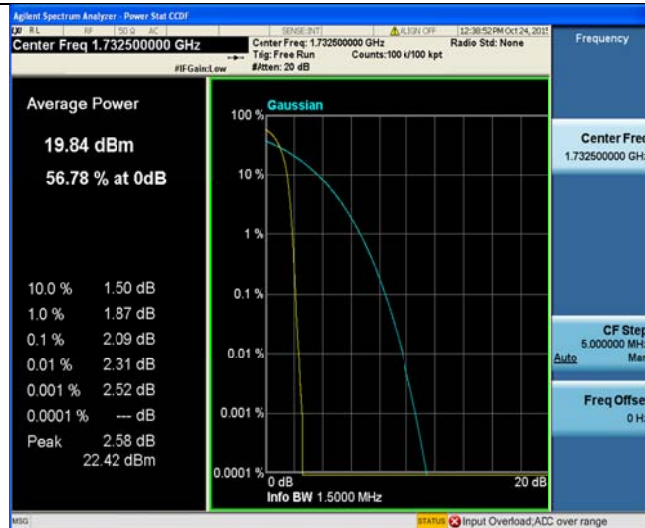 Agilent Spectrum Analyzer - Power Stat CCDF
RL RF 50 Ω AC SENSE:INT ALIGN OFF 12:38:52 PM Oct 24, 201
Center Freq 1.732500000 GHz
Center Freq: 1.732500000 GHz Radio Std: None
Trig: Free Run Counts:100 k/100 kpt
#IFGain:Low #Atten: 20 dB
Frequency
Average Power
19.84 dBm
56.78 % at 0dB
10.0 % 1.50 dB
1.0 % 1.87 dB
0.1 % 2.09 dB
0.01 % 2.31 dB
0.001 % 2.52 dB
0.0001 % --- dB
Peak 2.58 dB
22.42 dBm
Gaussian
100 %
10 %
1 %
0.1 %
0.01 %
0.001 %
0.0001 %
0 dB 20 dB
Info BW 1.5000 MHz
Center Freq
1.732500000 GH
CF Step
5.000000 MH
Auto Man
Freq Offse
0 H
MSG STATUS Input Overload;ADC over range